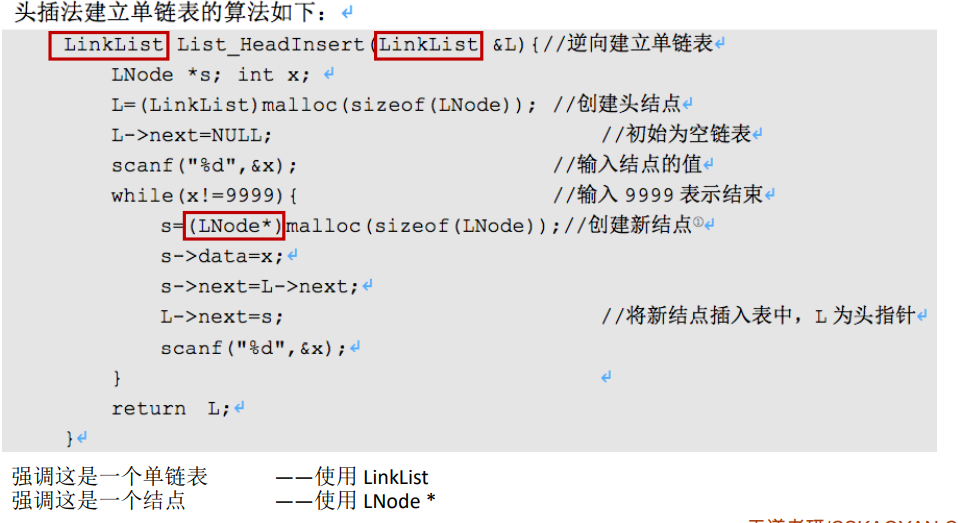 头插法建立单链表的算法如下：
LinkList List_HeadInsert(LinkList &L){//逆向建立单链表
LNode *s; int x;
L=(LinkList)malloc(sizeof(LNode)); //创建头结点
L->next=NULL; //初始为空链表
scanf("%d",&x); //输入结点的值
while(x!=9999){ //输入 9999 表示结束
s=(LNode*)malloc(sizeof(LNode));//创建新结点①
s->data=x;
s->next=L->next;
L->next=s; //将新结点插入表中，L 为头指针
scanf("%d",&x);
}
return L;
}
强调这是一个单链表 ——使用 LinkList
强调这是一个结点 ——使用 LNode *